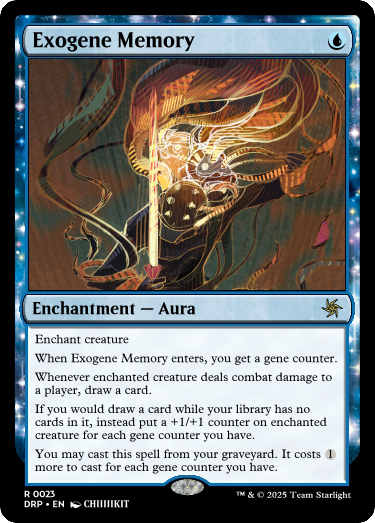 Exogene Memory
Enchantment — Aura
Enchant creature
When Exogene Memory enters, you get a gene counter.
Whenever enchanted creature deals combat damage to
a player, draw a card.
If you would draw a card while your library has no
cards in it, instead put a +1/+1 counter on enchanted
creature for each gene counter you have.
You may cast this spell from your graveyard. It costs 1
more to cast for each gene counter you have.
R 0023
DRP • EN CHIIIIKIT
™ & © 2025 Team Starlight